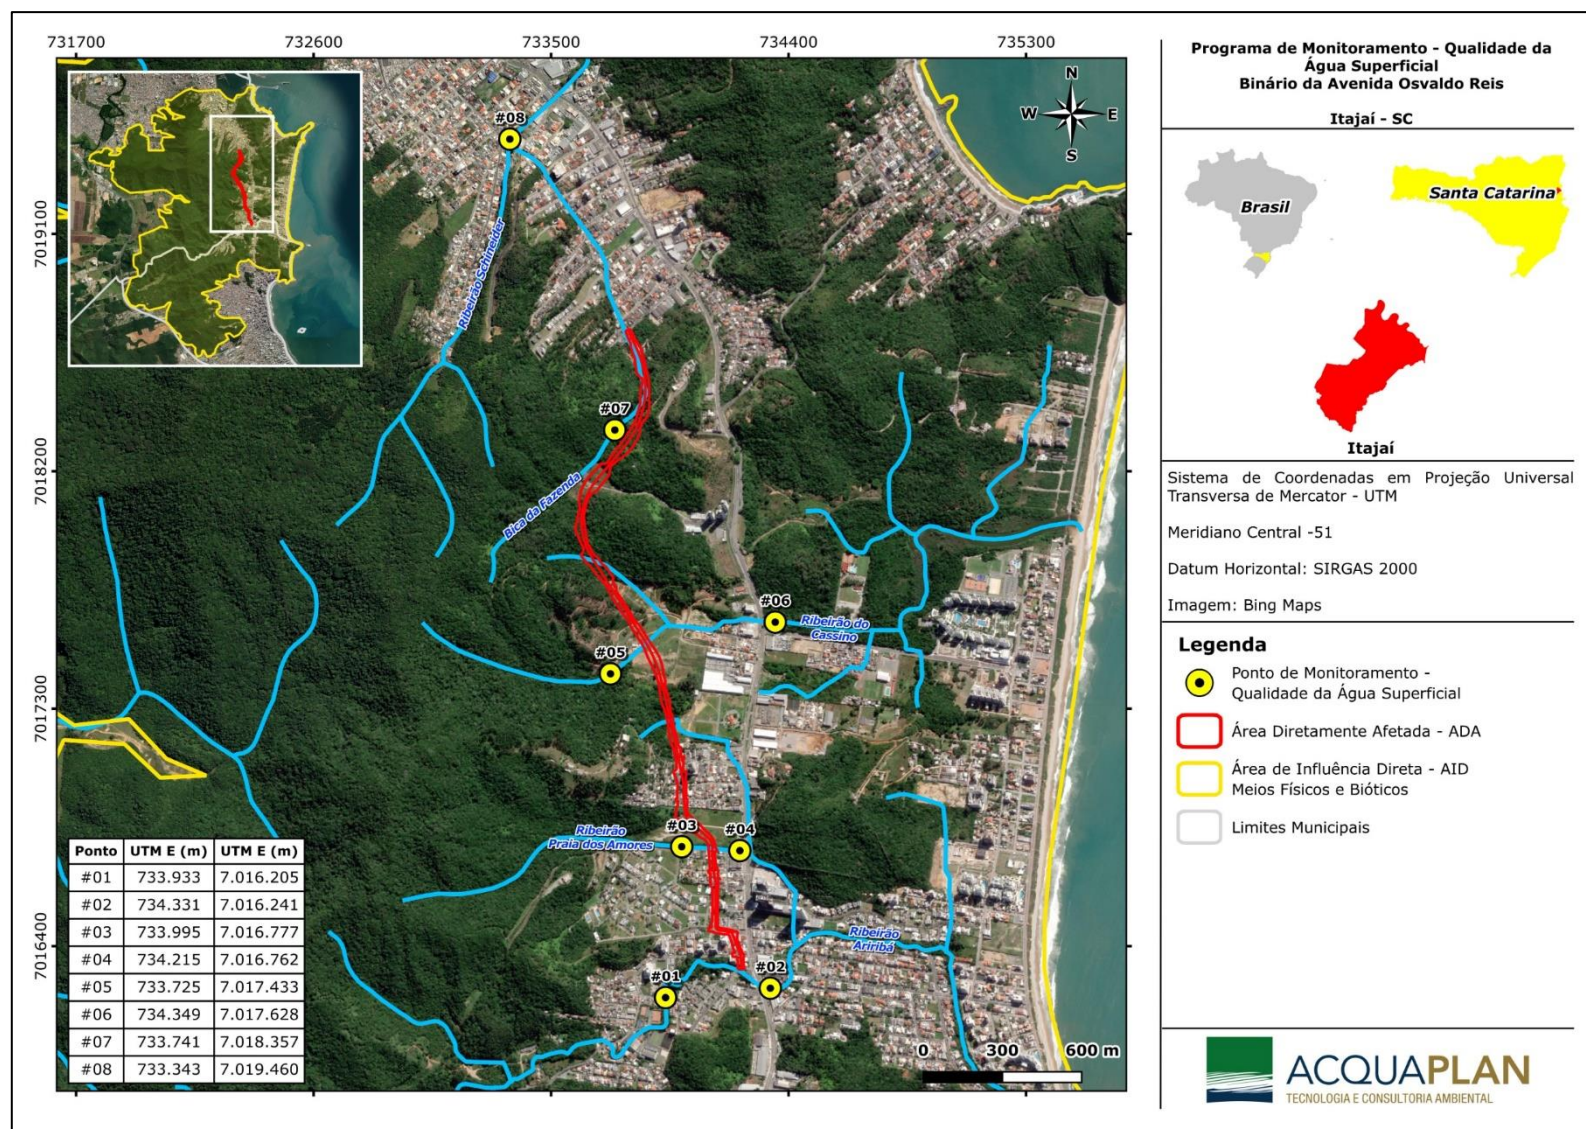 731700 732600 733500 734400 735300
7019100
7018200
7017300
7016400
N
W E
S
#08
Ribeirão Schineider
#07
Bica da Fazenda
#06
Ribeirão do
Cassino
#05
#03
#04
Ribeirão
Praia dos Amores
Ribeirão
Aririba
#01
#02
0 300 600 m
Ponto UTM E (m) UTM E (m)
#01 733.933 7.016.205
#02 734.331 7.016.241
#03 733.995 7.016.777
#04 734.215 7.016.762
#05 733.725 7.017.433
#06 734.349 7.017.628
#07 733.741 7.018.357
#08 733.343 7.019.460
Programa de Monitoramento - Qualidade da
Água Superficial
Binário da Avenida Osvaldo Reis
Itajaí - SC
Brasil
Santa Catarina
Itajaí
Sistema de Coordenadas em Projeção Universal
Transversa de Mercator - UTM
Meridiano Central -51
Datum Horizontal: SIRGAS 2000
Imagem: Bing Maps
Legenda
Ponto de Monitoramento -
Qualidade da Água Superficial
Área Diretamente Afetada - ADA
Área de Influência Direta - AID
Meios Físicos e Bióticos
Limites Municipais
ACQUAPLAN
TECNOLOGIA E CONSULTORIA AMBIENTAL